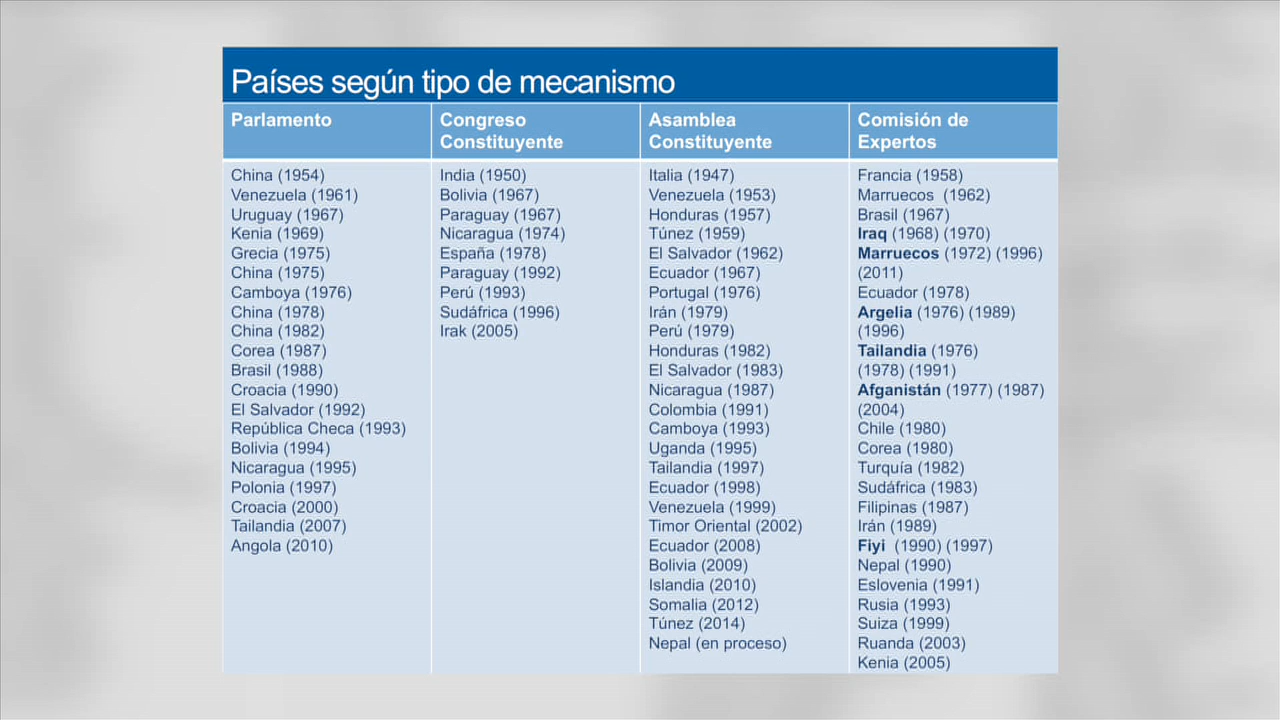 Países según tipo de mecanismo
Parlamento
China (1954)
Venezuela (1961)
Uruguay (1967)
Kenia (1969)
Grecia (1975)
China (1975)
Camboya (1976)
China (1978)
China (1982)
Corea (1987)
Brasil (1988)
Croacia (1990)
El Salvador (1992)
República Checa (1993)
Bolivia (1994)
Nicaragua (1995)
Polonia (1997)
Croacia (2000)
Tailandia (2007)
Angola (2010)
Congreso
Constituyente
India (1950)
Bolivia (1967)
Paraguay (1967)
Nicaragua (1974)
España (1978)
Paraguay (1992)
Perú (1993)
Sudáfrica (1996)
Irak (2005)
Asamblea
Constituyente
Italia (1947)
Venezuela (1953)
Honduras (1957)
Túnez (1959)
El Salvador (1962)
Ecuador (1967)
Portugal (1976)
Irán (1979)
Perú (1979)
Honduras (1982)
El Salvador (1983)
Nicaragua (1987)
Colombia (1991)
Camboya (1993)
Uganda (1995)
Tailandia (1997)
Ecuador (1998)
Venezuela (1999)
Timor Oriental (2002)
Ecuador (2008)
Bolivia (2009)
Islandia (2010)
Somalia (2012)
Túnez (2014)
Nepal (en proceso)
Comisión de
Expertos
Francia (1958)
Marruecos (1962)
Brasil (1967)
Iraq (1968) (1970)
Marruecos (1972) (1996)
(2011)
Ecuador (1978)
Argelia (1976) (1989)
(1996)
Tailandia (1976)
(1978) (1991)
Afganistán (1977) (1987)
(2004)
Chile (1980)
Corea (1980)
Turquía (1982)
Sudáfrica (1983)
Filipinas (1987)
Irán (1989)
Fiyi (1990) (1997)
Nepal (1990)
Eslovenia (1991)
Rusia (1993)
Suiza (1999)
Ruanda (2003)
Kenia (2005)